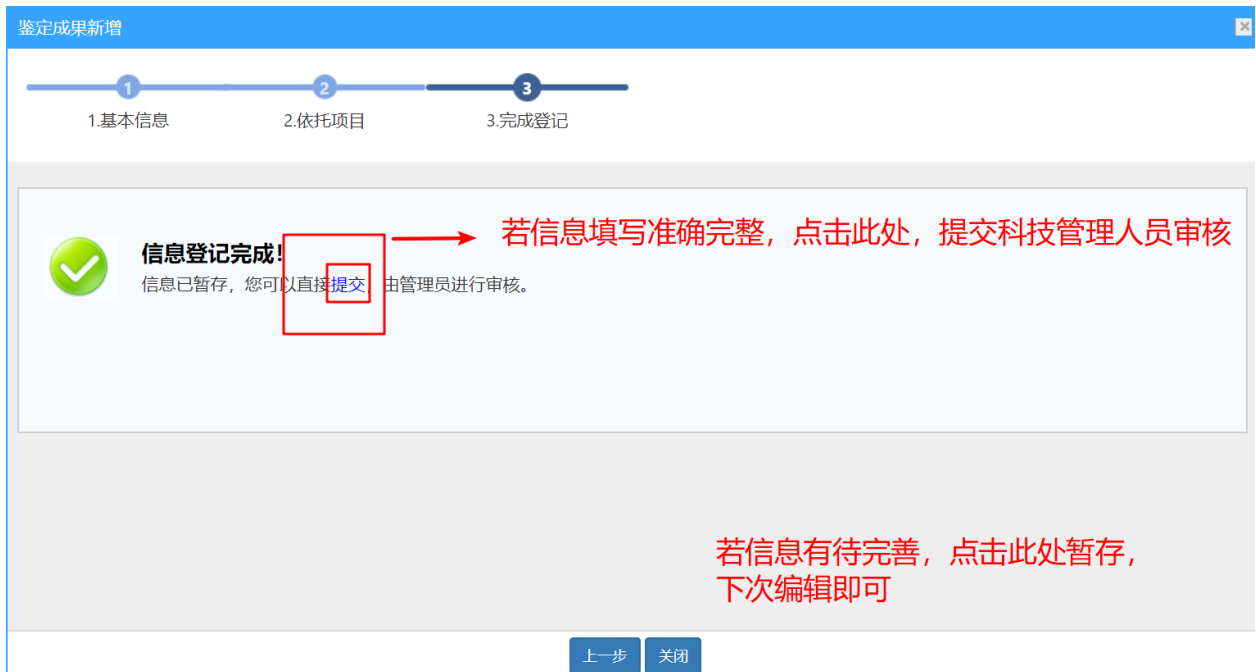 鉴定成果新增
1
2
3
1.基本信息
2.依托项目
3.完成登记
若信息填写准确完整，点击此处，提交科技管理人员审核
信息登记完成!
信息已暂存，您可以直接提交，由管理员进行审核。
若信息有待完善，点击此处暂存，
下次编辑即可
上一步
关闭